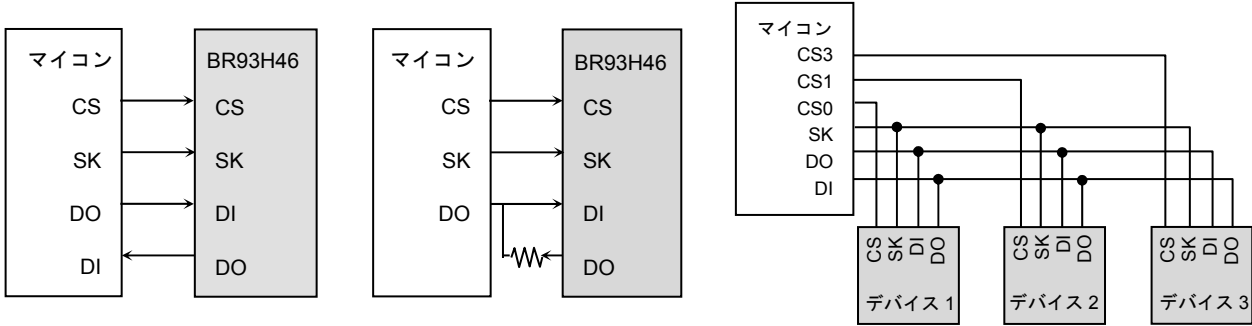 マイコン
BR93H46
CS
CS
SK
SK
DO
DI
DI
DO
マイコン
BR93H46
CS
CS
SK
SK
DO
DI
DO
マイコン
CS3
CS1
CS0
SK
DO
DI
CS
SK
DI
DO
デバイス 1
CS
SK
DI
DO
デバイス 2
CS
SK
DI
DO
デバイス 3